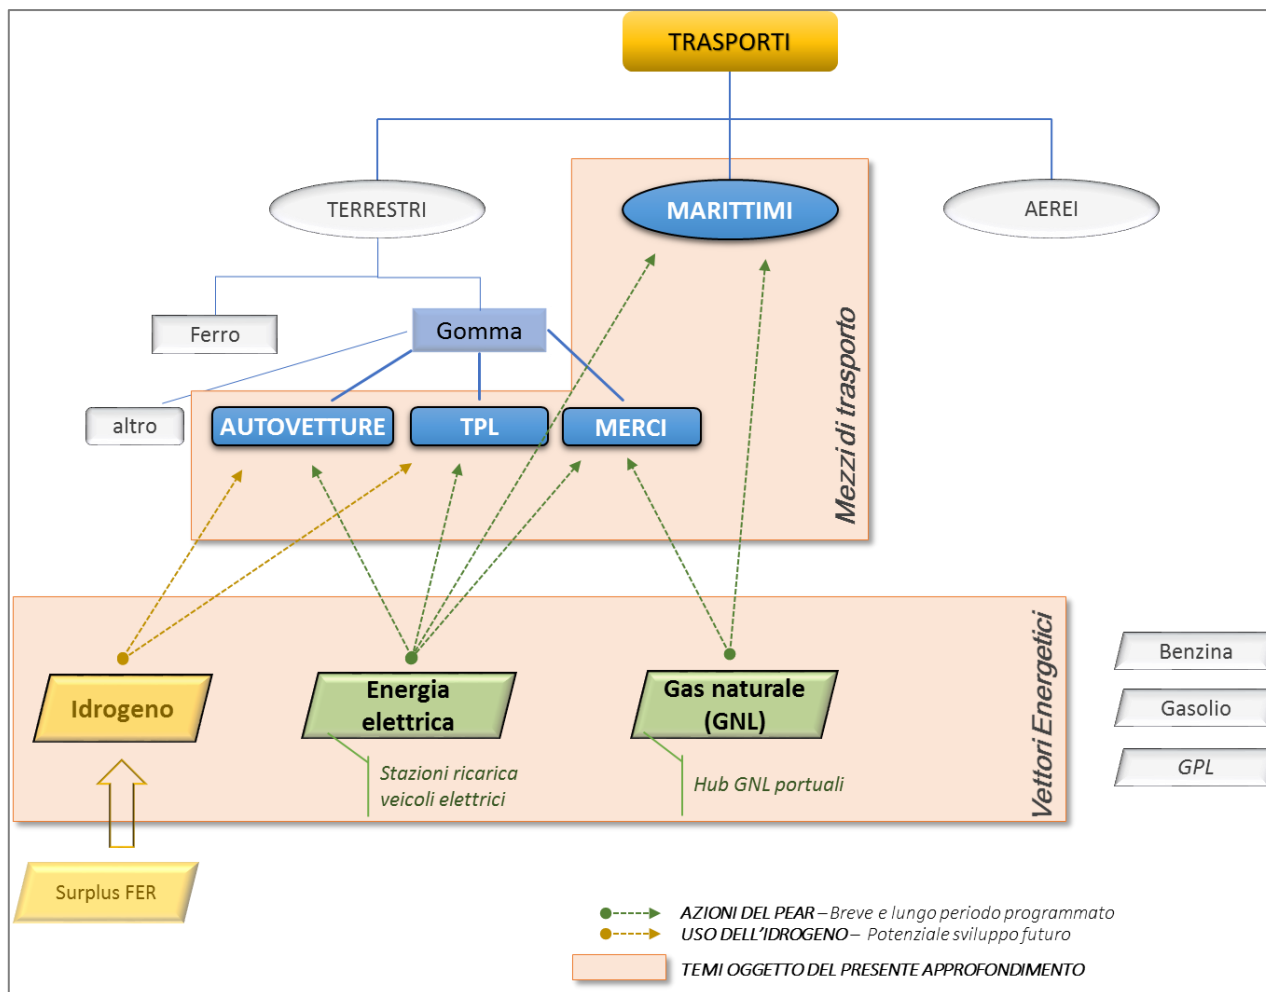 TRASPORTI
TERRESTRI
MARITTIMI
AEREI
Ferro
Gomma
altro
AUTOVETTURE
TPL
MERCI
Mezzi di trasporto
Idrogeno
Energia
elettrica
Gas naturale
(GNL)
Stazioni ricarica
veicoli elettrici
Hub GNL portuali
Vettori Energetici
Benzina
Gasolio
GPL
Surplus FER
AZIONI DEL PEAR – Breve e lungo periodo programmato
USO DELL'IDROGENO – Potenziale sviluppo futuro
TEMI OGGETTO DEL PRESENTE APPROFONDIMENTO